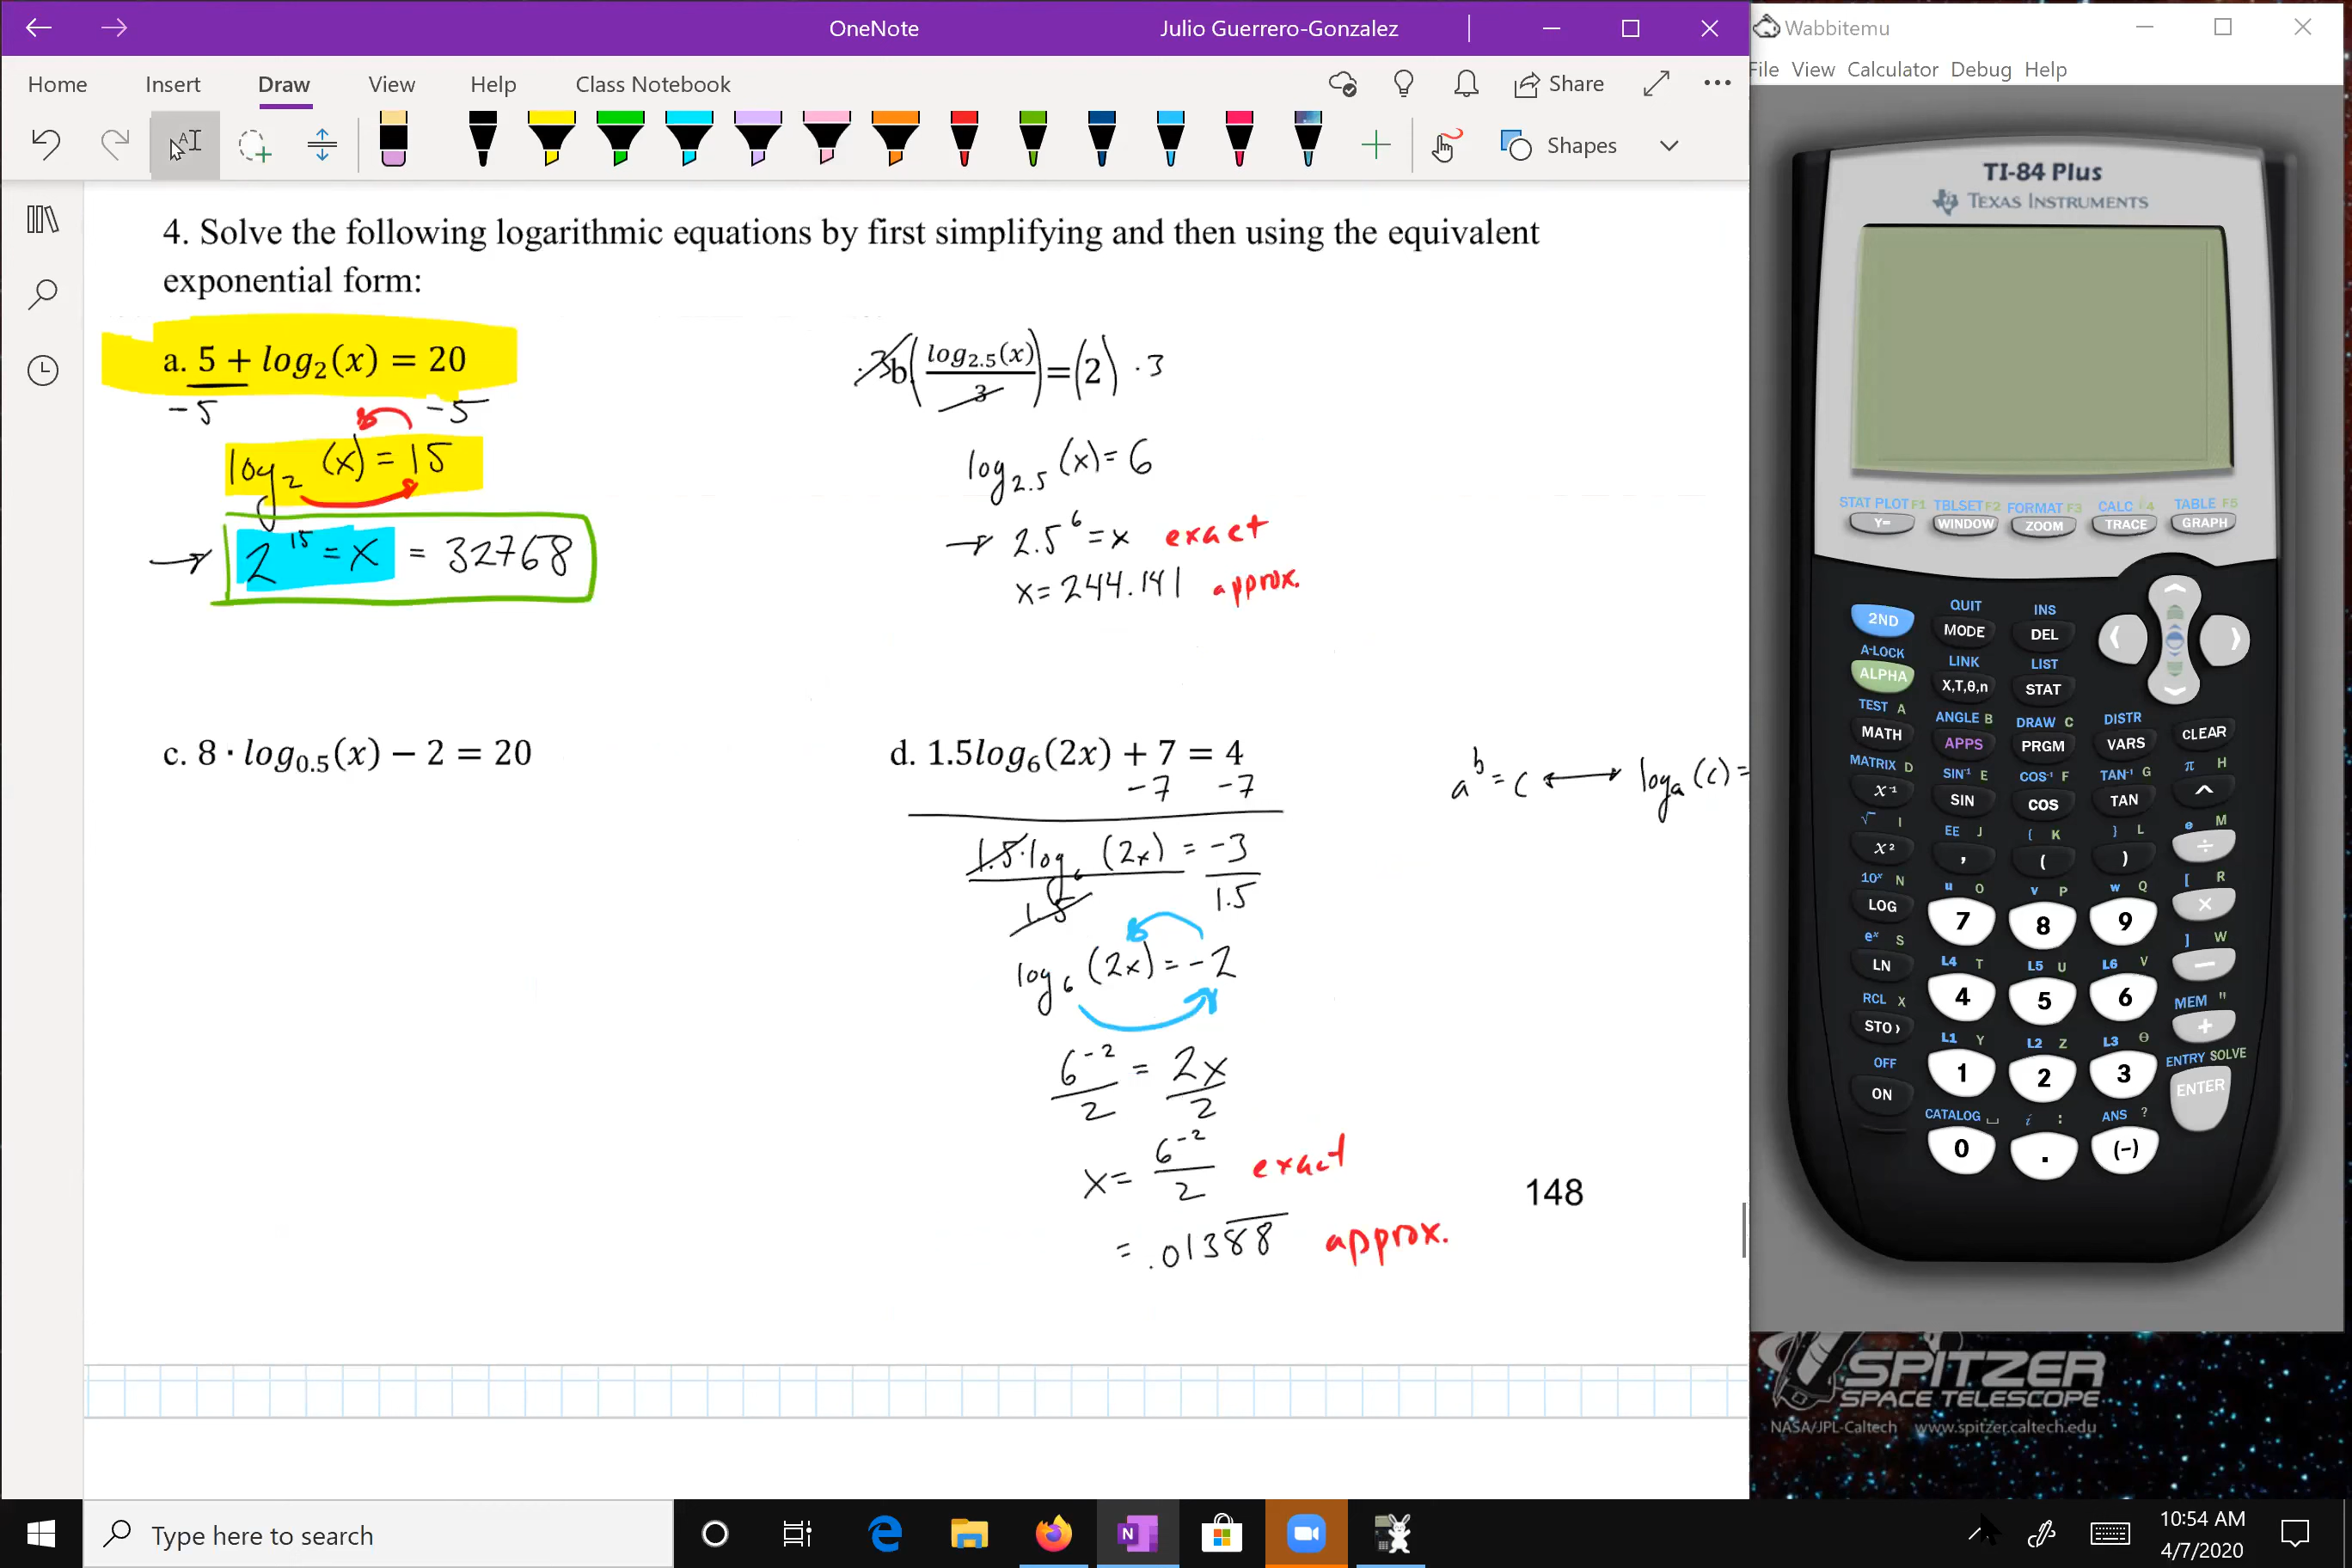 OneNote
Julio Guerrero-Gonzalez
Home Insert Draw View Help Class Notebook Share
Shapes
4. Solve the following logarithmic equations by first simplifying and then using the equivalent
exponential form:
a. 5 + log₂(x) = 20
-5 -5
log₂ (x) = 15
2¹⁵ = x = 32768
·3 b. (log₂.₅(x)/3) = (2) ·3
log₂.₅ (x) = 6
→ 2.5⁶ = x exact
x = 244.141 approx.
c. 8 · log₀.₅(x) − 2 = 20
d. 1.5log₆(2x) + 7 = 4
-7 -7
1.5·log₆ (2x) = -3
1.5 1.5
log₆ (2x) = -2
6⁻² = 2x
2 2
x = 6⁻²/2 exact
= .01388 approx.
aᵇ = c ⟷ logₐ (c) =
148
Wabbitemu
File View Calculator Debug Help
TI-84 Plus
TEXAS INSTRUMENTS
STAT PLOT F1 TBLSET F2 FORMAT F3 CALC F4 TABLE F5
Y= WINDOW ZOOM TRACE GRAPH
QUIT INS
2ND MODE DEL
A-LOCK LINK LIST
ALPHA X,T,θ,n STAT
TEST A ANGLE B DRAW C DISTR
MATH APPS PRGM VARS CLEAR
MATRIX D SIN⁻¹ E COS⁻¹ F TAN⁻¹ G π H
X⁻¹ SIN COS TAN ^
√ I EE J { K } L e M
X² , ( ) ÷
10ˣ N u O v P w Q [ R
LOG 7 8 9 ×
eˣ S L4 T L5 U L6 V ] W
LN 4 5 6 −
RCL X L1 Y L2 Z L3 θ MEM "
STO› 1 2 3 +
OFF CATALOG i : ANS ? ENTRY SOLVE
ON 0 . (-) ENTER
SPITZER
SPACE TELESCOPE
NASA/JPL-Caltech www.spitzer.caltech.edu
Type here to search
10:54 AM
4/7/2020